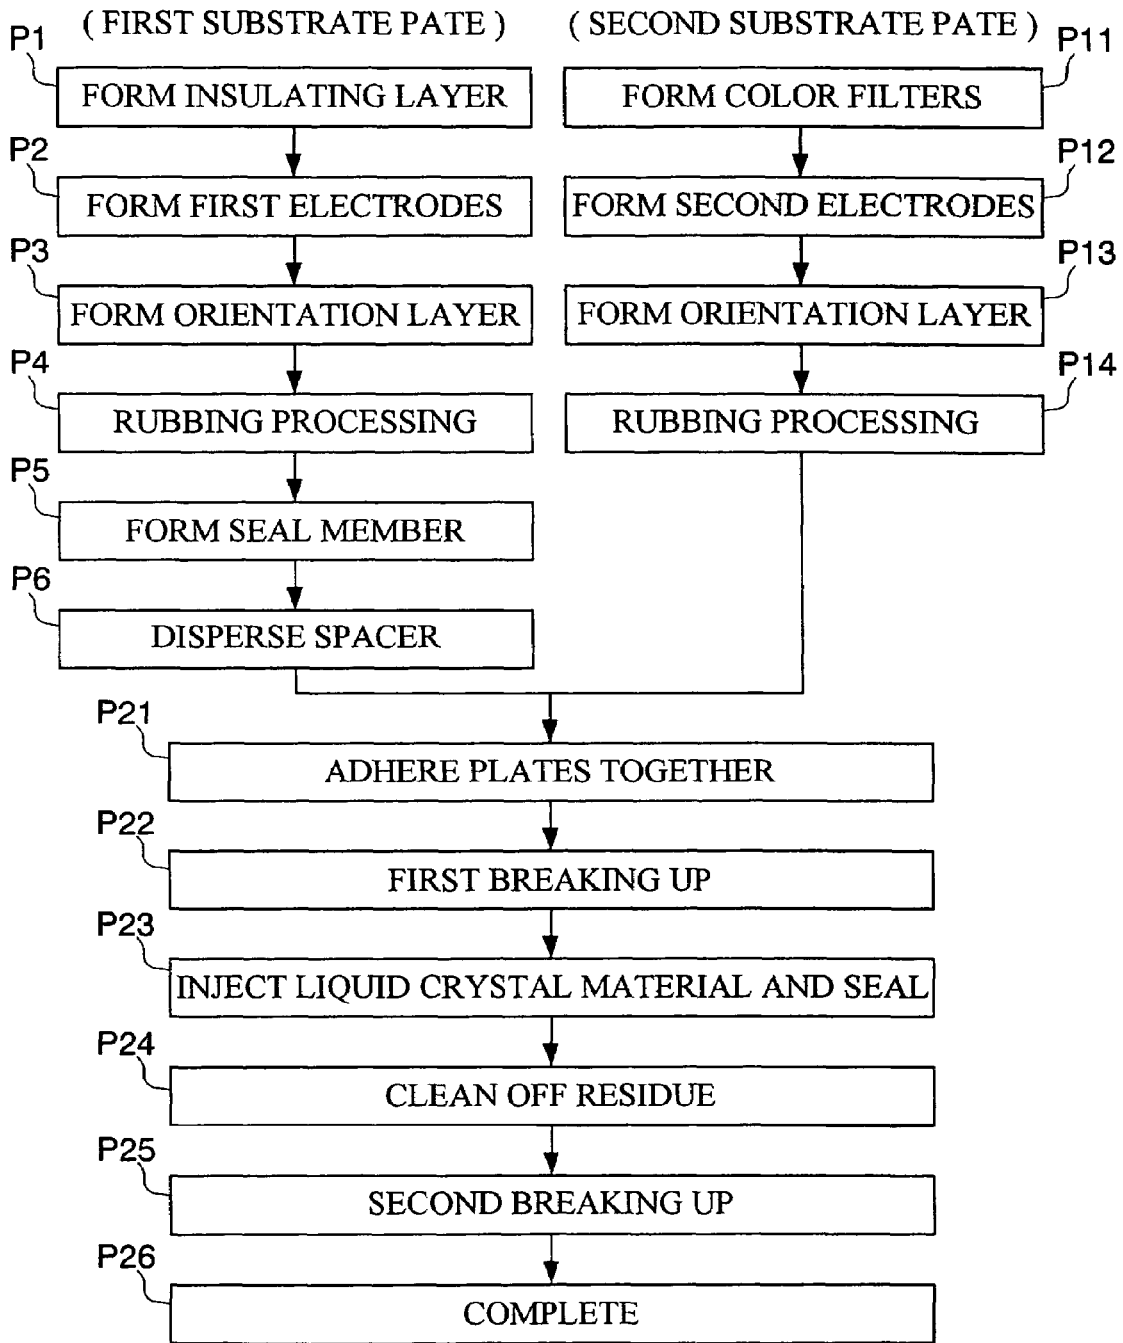 ( FIRST SUBSTRATE PATE )
( SECOND SUBSTRATE PATE )
P1
FORM INSULATING LAYER
P2
FORM FIRST ELECTRODES
P3
FORM ORIENTATION LAYER
P4
RUBBING PROCESSING
P5
FORM SEAL MEMBER
P6
DISPERSE SPACER
P11
FORM COLOR FILTERS
P12
FORM SECOND ELECTRODES
P13
FORM ORIENTATION LAYER
P14
RUBBING PROCESSING
P21
ADHERE PLATES TOGETHER
P22
FIRST BREAKING UP
P23
INJECT LIQUID CRYSTAL MATERIAL AND SEAL
P24
CLEAN OFF RESIDUE
P25
SECOND BREAKING UP
P26
COMPLETE